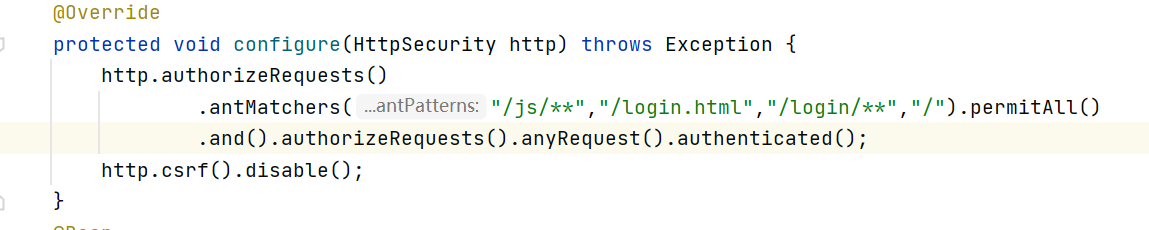 @Override
protected void configure(HttpSecurity http) throws Exception {
http.authorizeRequests()
.antMatchers( ...antPatterns: "/js/**","/login.html","/login/**","/").permitAll()
.and().authorizeRequests().anyRequest().authenticated();
http.csrf().disable();
}